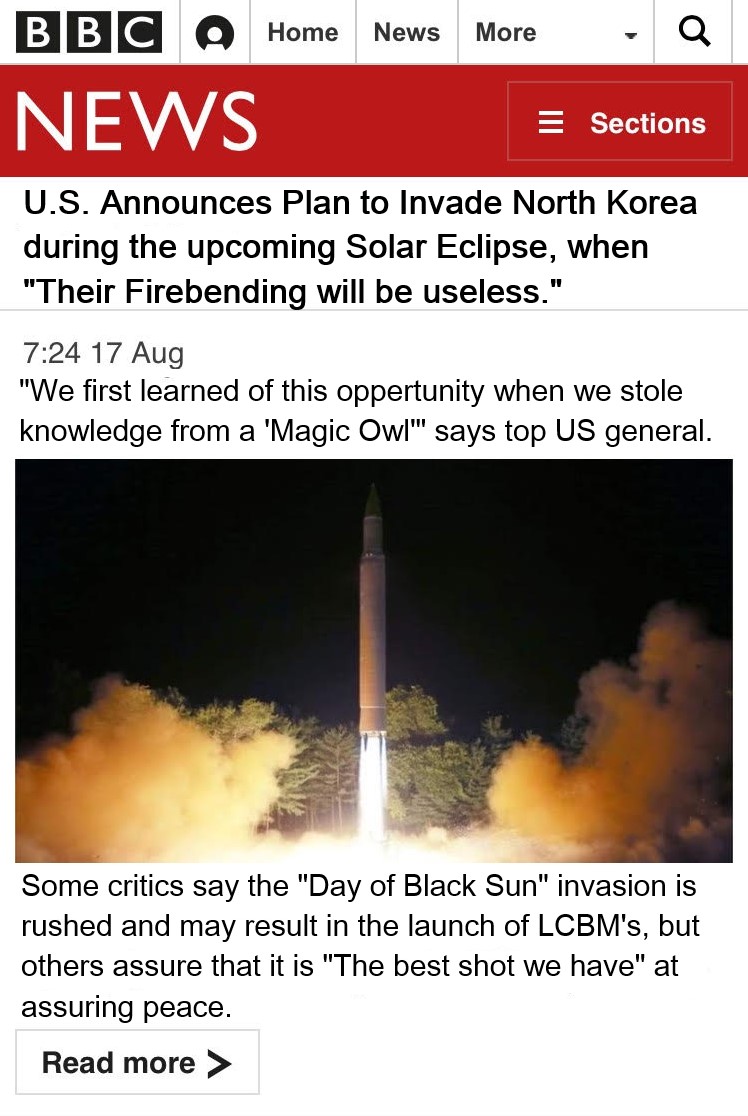 BBC Home News More
NEWS Sections
U.S. Announces Plan to Invade North Korea
during the upcoming Solar Eclipse, when
"Their Firebending will be useless."
7:24 17 Aug
"We first learned of this oppertunity when we stole
knowledge from a 'Magic Owl'" says top US general.
Some critics say the "Day of Black Sun" invasion is
rushed and may result in the launch of LCBM's, but
others assure that it is "The best shot we have" at
assuring peace.
Read more >